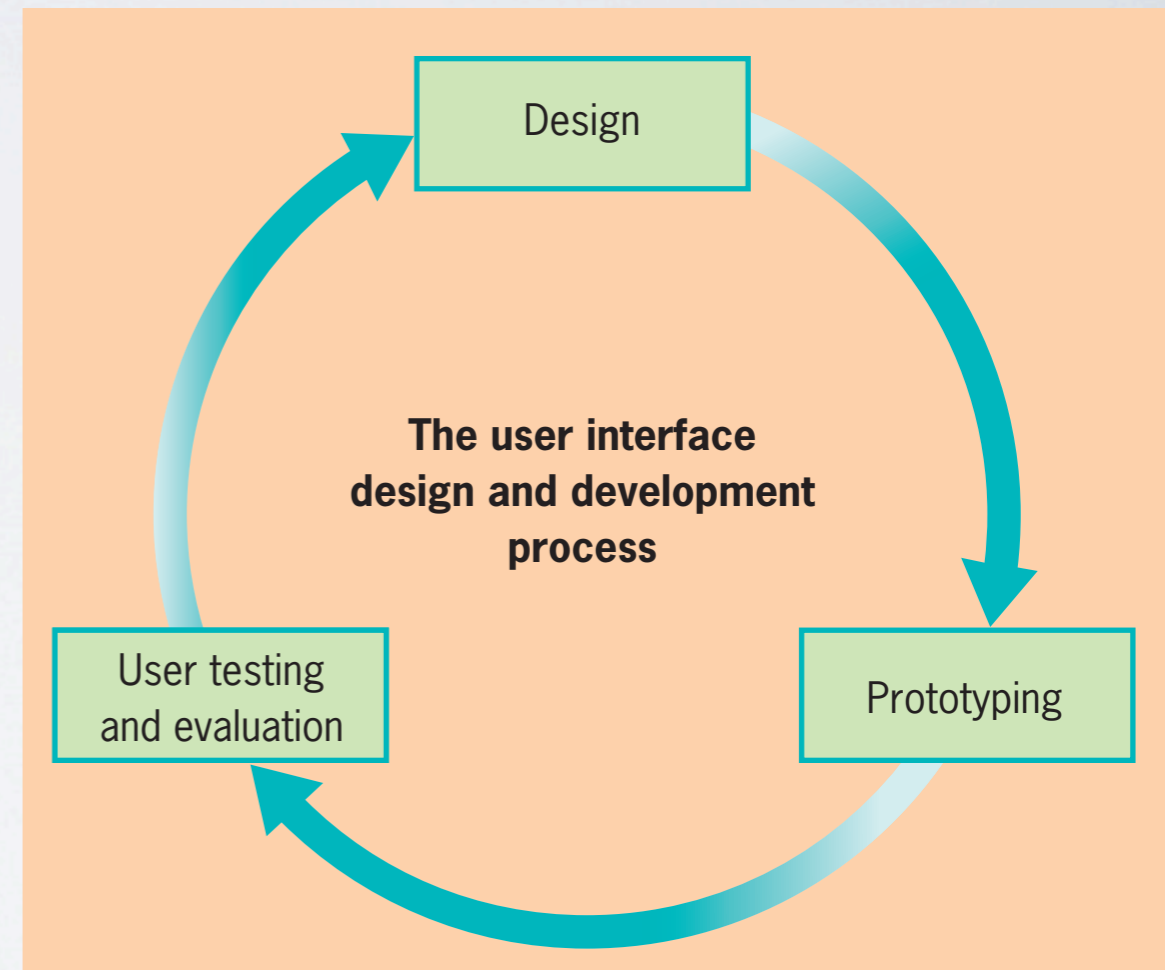 Design
The user interface
design and development
process
User testing
and evaluation
Prototyping